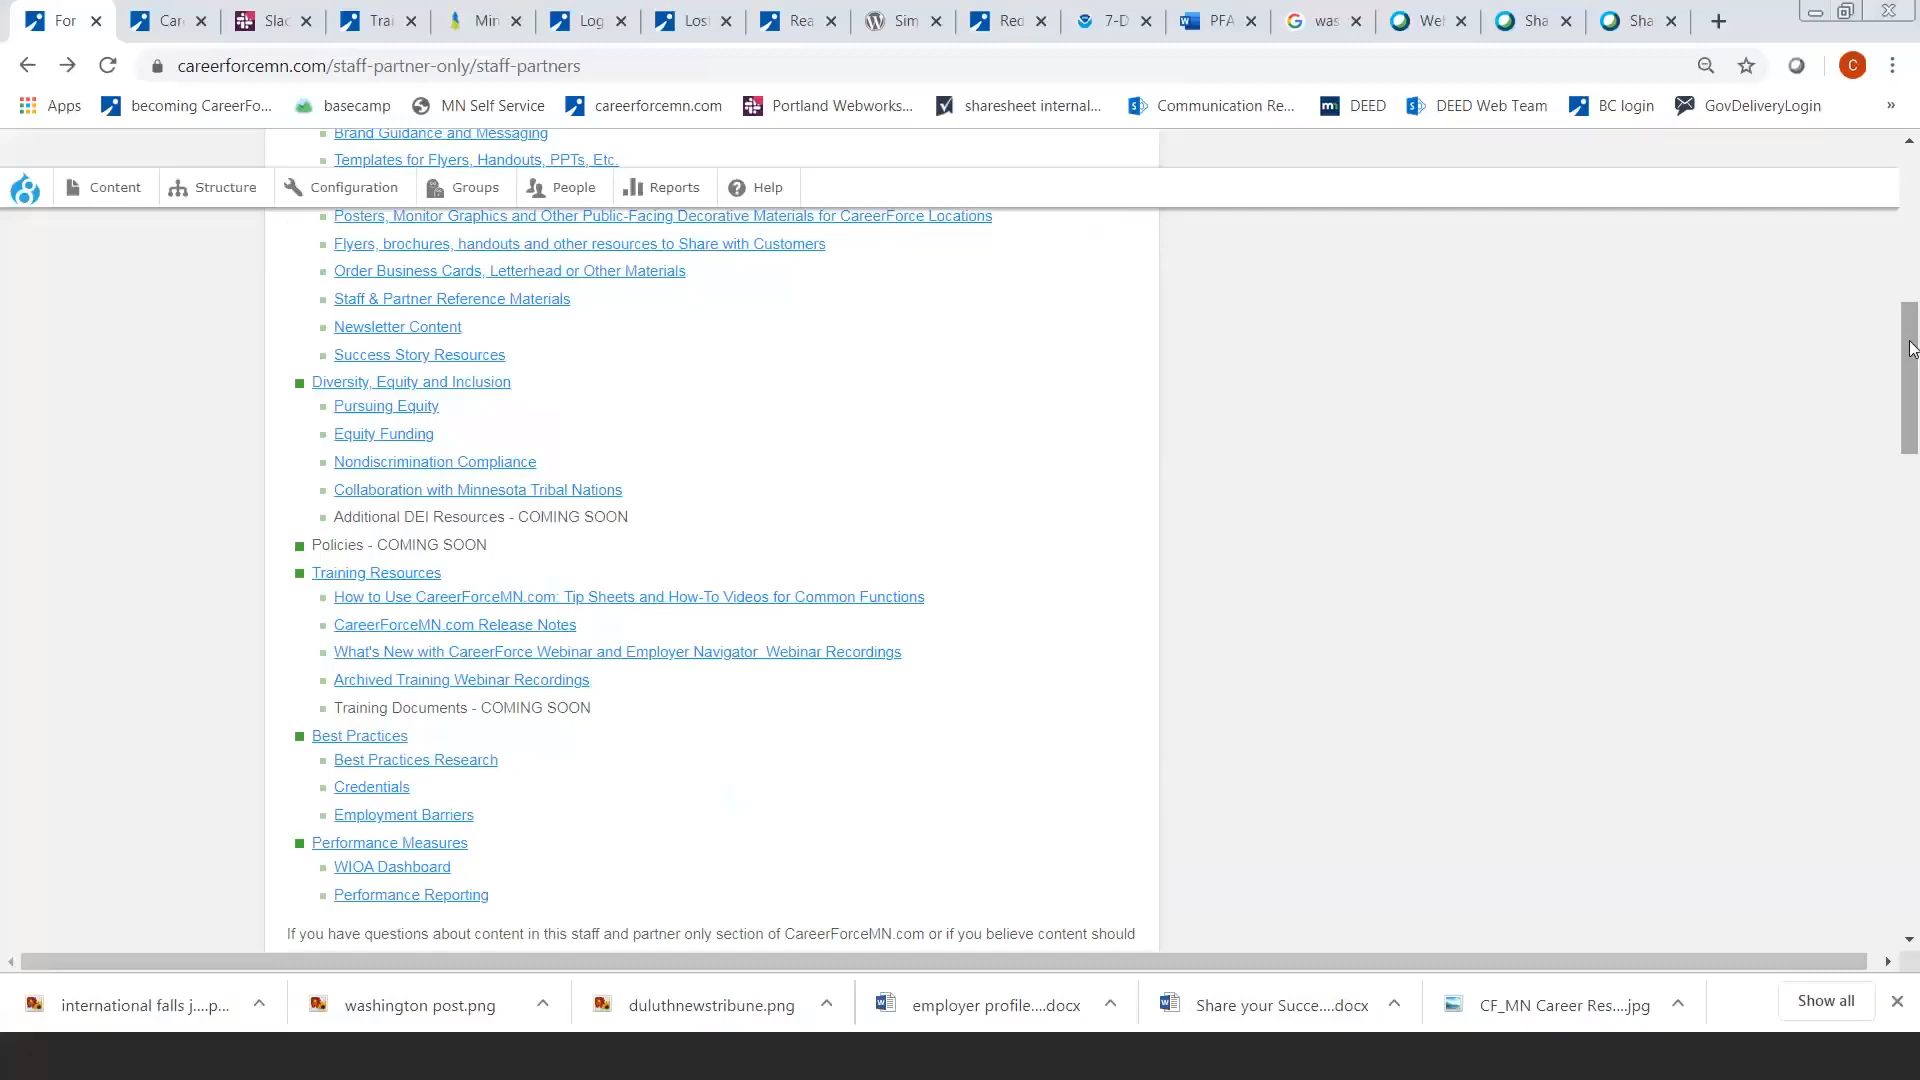 For
Car
Slac
Trai
Min
Log
Lost
Rea
Sim
Red
7-D
PFA
was
Wel
Sha
Sha
careerforcemn.com/staff-partner-only/staff-partners
C
Apps
becoming CareerFo...
basecamp
MN Self Service
careerforcemn.com
Portland Webworks...
sharesheet internal...
Communication Re...
mn
DEED
DEED Web Team
BC login
GovDeliveryLogin
»
Brand Guidance and Messaging
Templates for Flyers, Handouts, PPTs, Etc.
Content
Structure
Configuration
Groups
People
Reports
Help
Posters, Monitor Graphics and Other Public-Facing Decorative Materials for CareerForce Locations
Flyers, brochures, handouts and other resources to Share with Customers
Order Business Cards, Letterhead or Other Materials
Staff & Partner Reference Materials
Newsletter Content
Success Story Resources
Diversity, Equity and Inclusion
Pursuing Equity
Equity Funding
Nondiscrimination Compliance
Collaboration with Minnesota Tribal Nations
Additional DEI Resources - COMING SOON
Policies - COMING SOON
Training Resources
How to Use CareerForceMN.com: Tip Sheets and How-To Videos for Common Functions
CareerForceMN.com Release Notes
What's New with CareerForce Webinar and Employer Navigator  Webinar Recordings
Archived Training Webinar Recordings
Training Documents - COMING SOON
Best Practices
Best Practices Research
Credentials
Employment Barriers
Performance Measures
WIOA Dashboard
Performance Reporting
If you have questions about content in this staff and partner only section of CareerForceMN.com or if you believe content should
international falls j....p...
washington post.png
duluthnewstribune.png
employer profile....docx
Share your Succe....docx
CF_MN Career Res....jpg
Show all